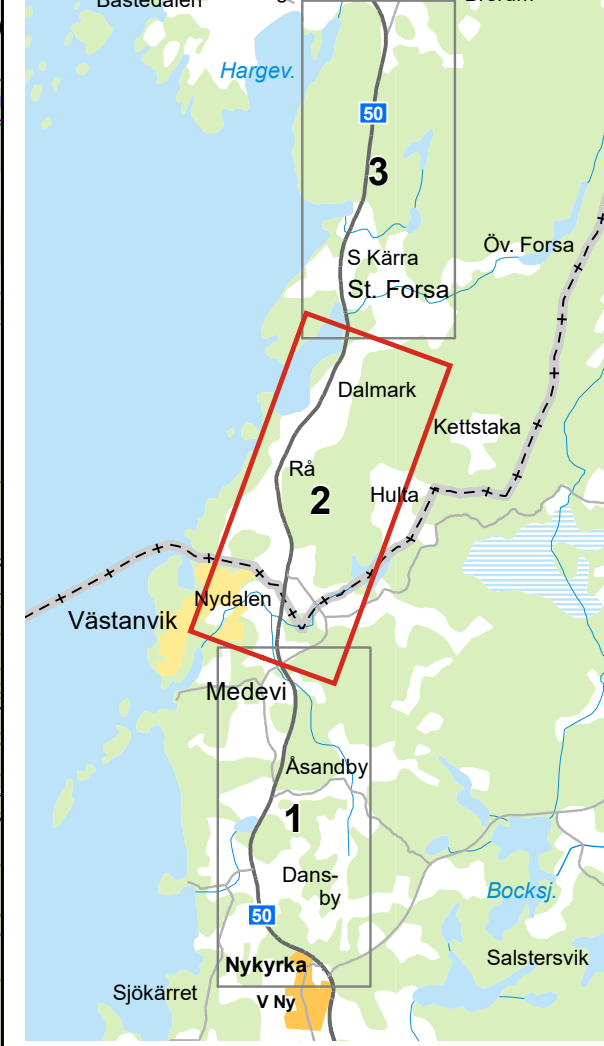 Hargev.
50
3
S Kärra
Öv. Forsa
St. Forsa
Dalmark
Kettstaka
Rå
2
Hulta
Nydalen
Västanvik
Medevi
Åsandby
1
Dans-
by
Bocksj.
50
Salstersvik
Nykyrka
Sjökärret
V Ny